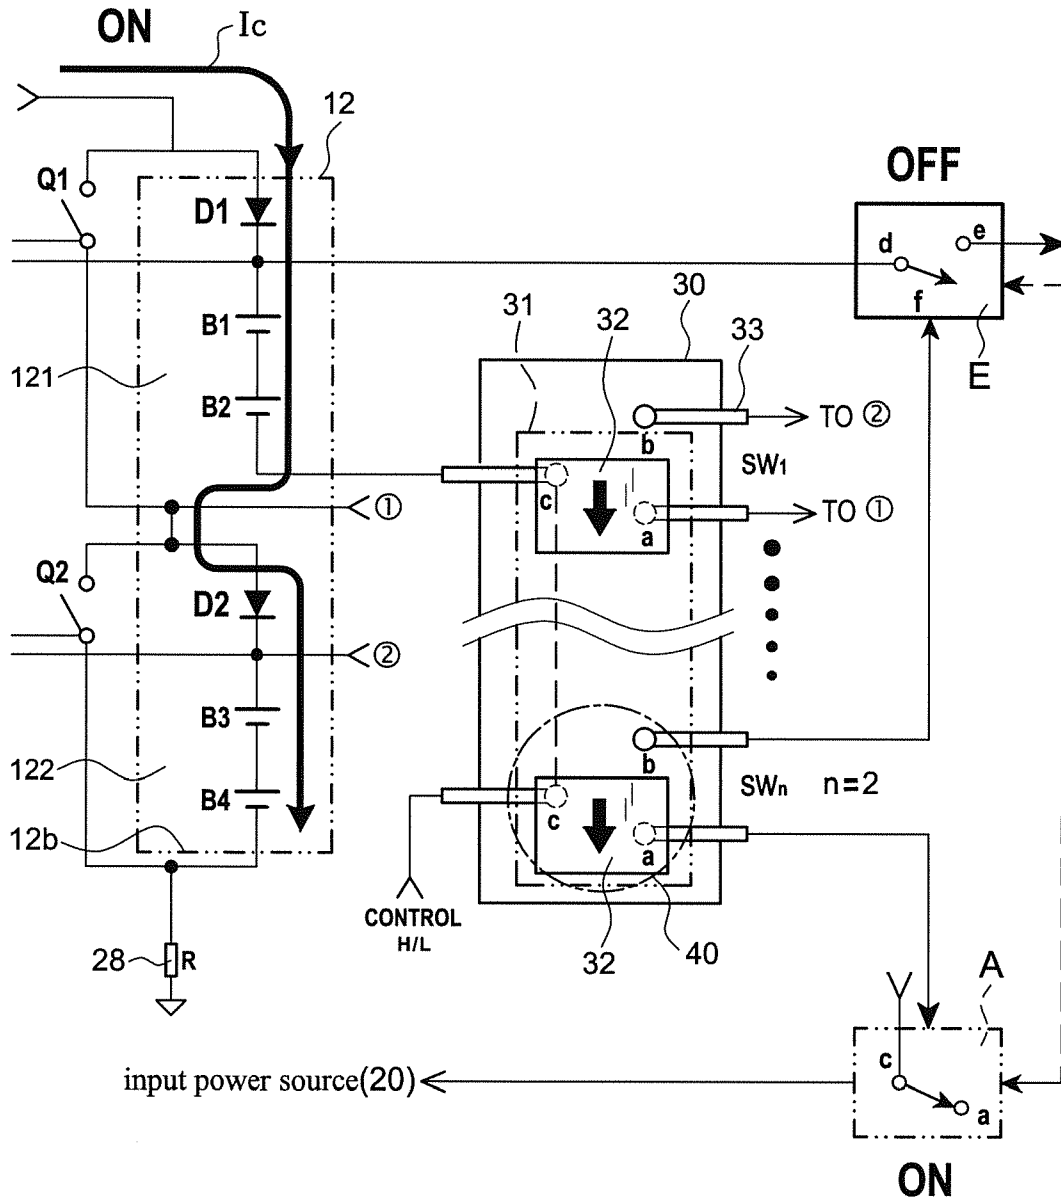 ON
Ic
12
OFF
Q1
D1
d
e
f
E
31
32
30
33
B1
121
B2
b
TO ②
SW1
c
a
TO ①
①
Q2
D2
②
B3
b
122
B4
c
SWn n=2
a
12b
CONTROL
H/L
32
40
28
R
A
c
input power source(20)
a
ON